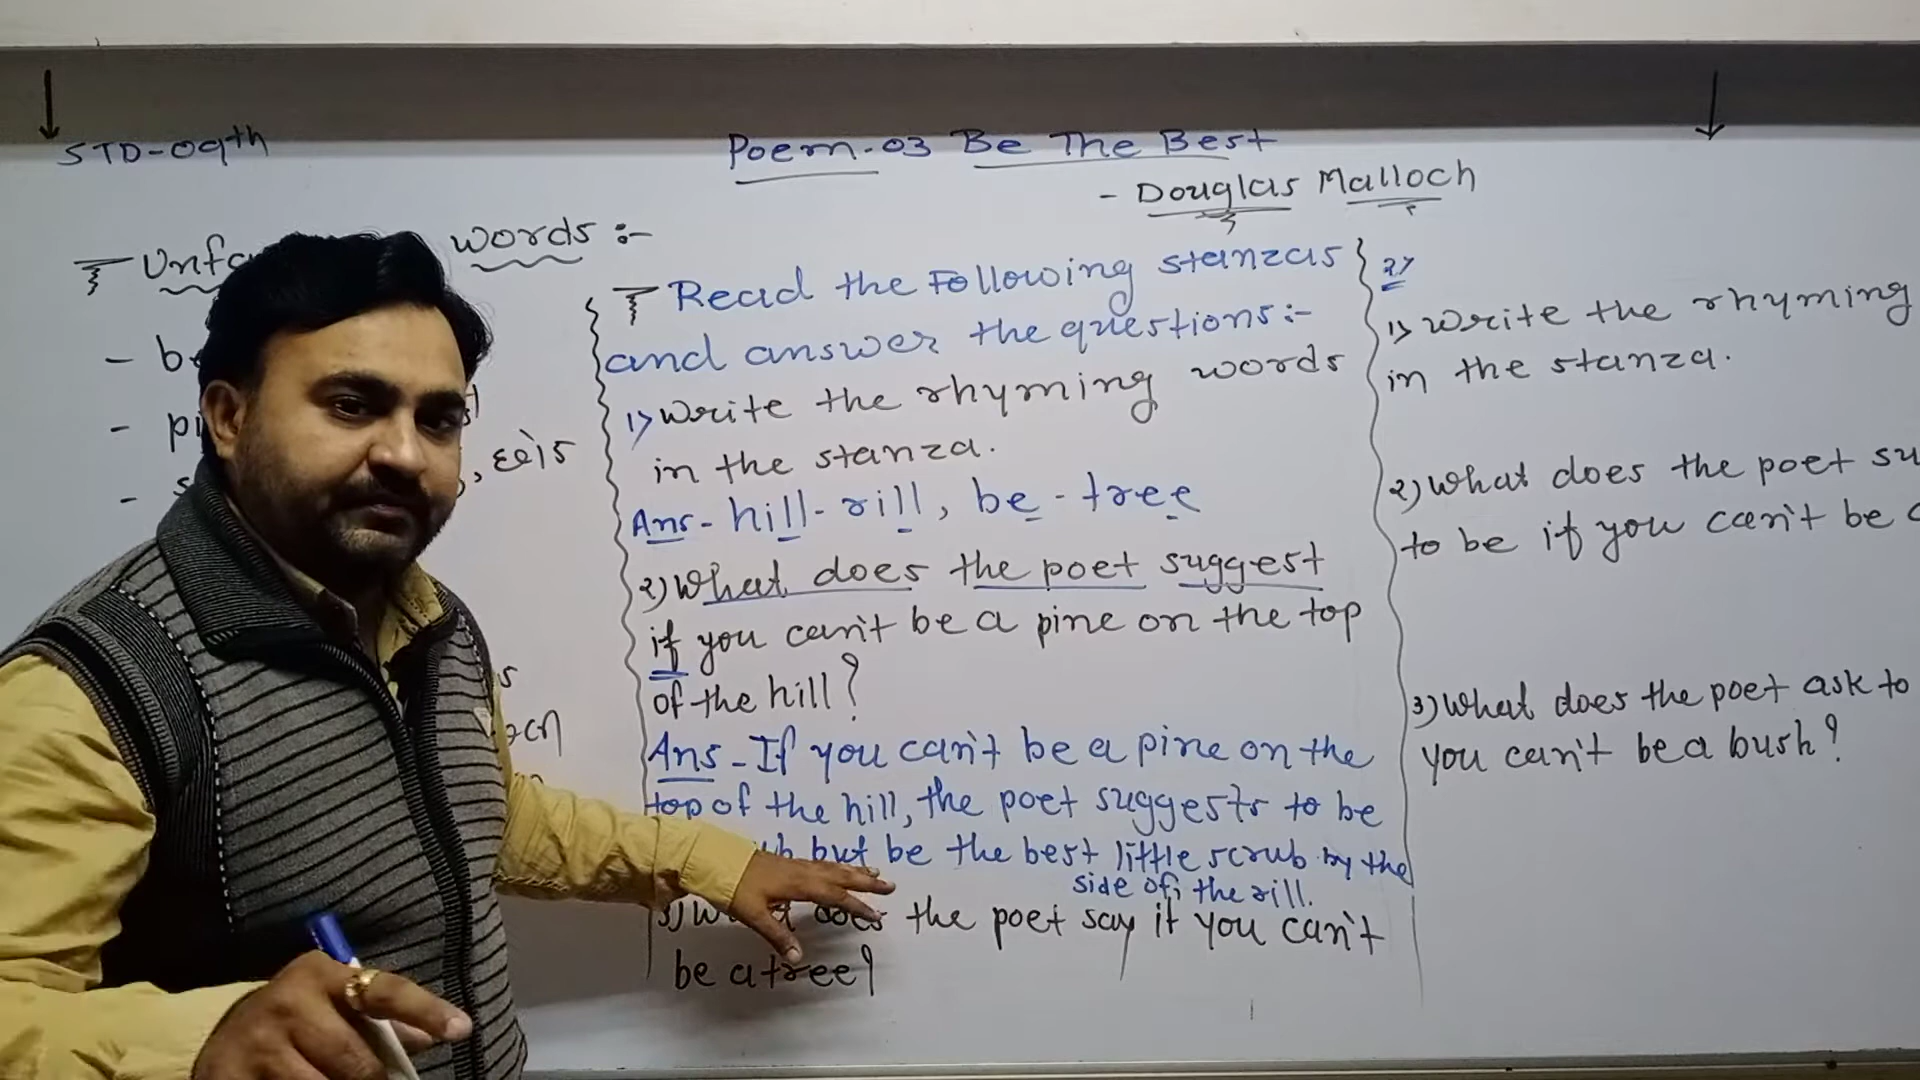 STD-09th
Poem-03 Be The Best
- Douglas Malloch
words :-
Read the Following stanzas
and answer the questions:-
1) Write the rhyming words
in the stanza.
Ans- hill-rill, be-tree
2) What does the poet suggest
if you can't be a pine on the top
of the hill?
Ans - If you can't be a pine on the
top of the hill, the poet suggests to be
but be the best little scrub by the
side of, the rill.
3) What does the poet say if you can't
be a tree?
2)
1) Write the rhyming
in the stanza.
2) What does the poet
to be if you can't be
3) What does the poet ask to
you can't be a bush?